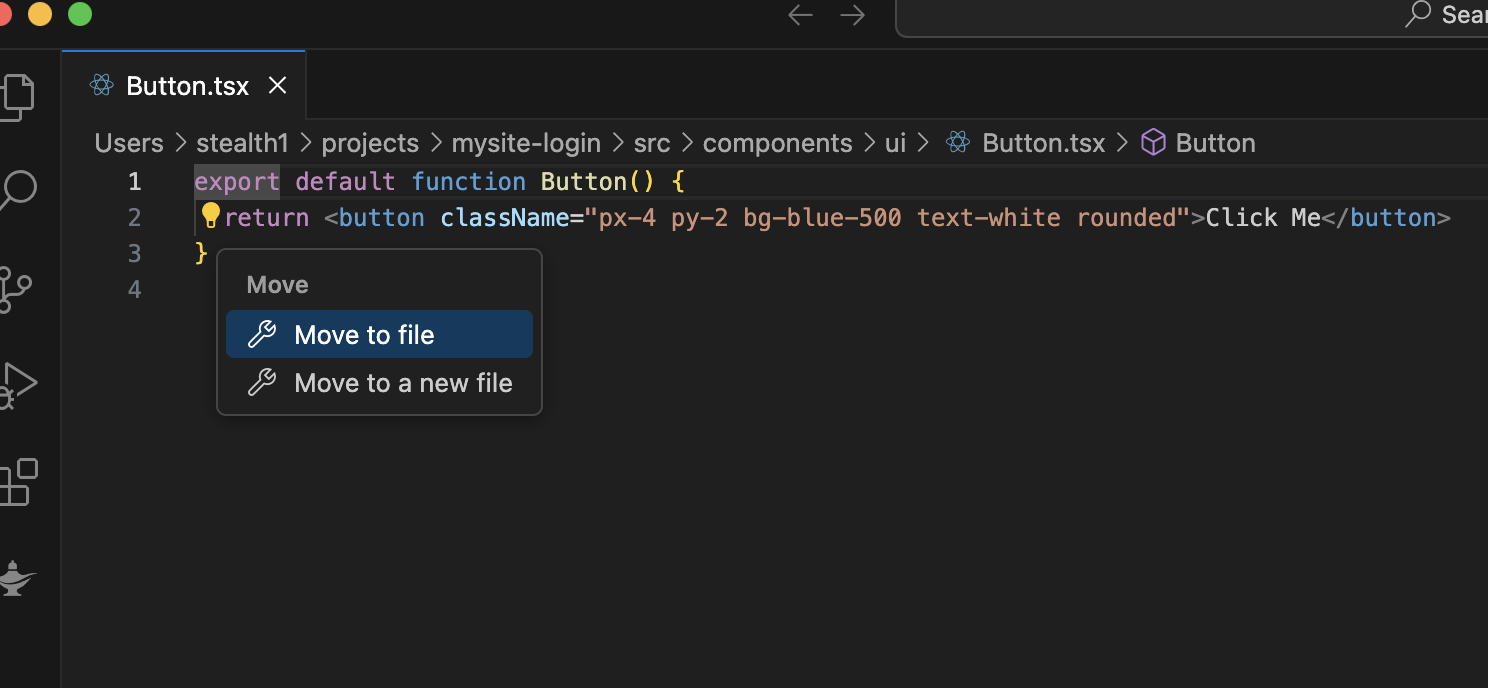 Sear
Button.tsx
Users > stealth1 > projects > mysite-login > src > components > ui > Button.tsx > Button
1 export default function Button() {
2 return <button className="px-4 py-2 bg-blue-500 text-white rounded">Click Me</button>
3 }
4
Move
Move to file
Move to a new file